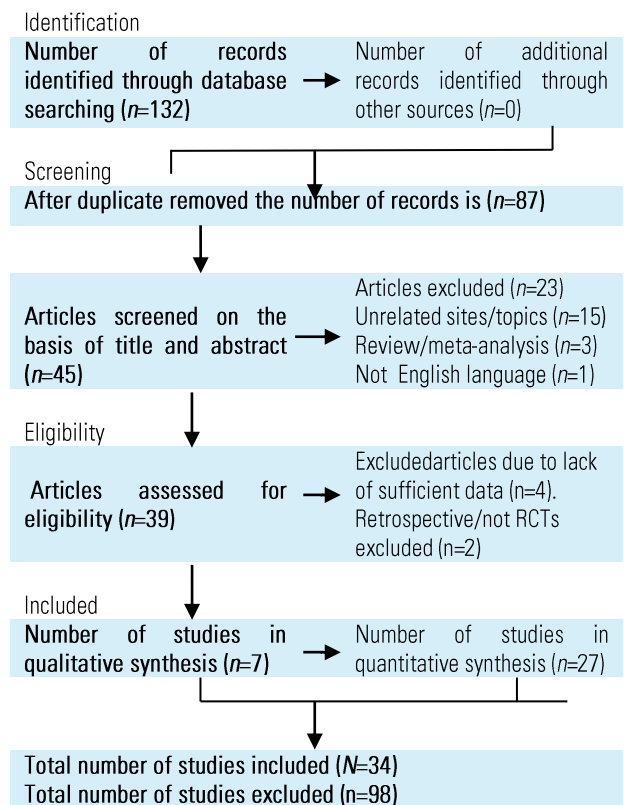 Identification
Number of records
identified through database
searching (n=132)
Number of additional
records identified through
other sources (n=0)
Screening
After duplicate removed the number of records is (n=87)
Articles screened on the
basis of title and abstract
(n=45)
Articles excluded (n=23)
Unrelated sites/topics (n=15)
Review/meta-analysis (n=3)
Not English language (n=1)
Eligibility
Articles assessed for
eligibility (n=39)
Excludedarticles due to lack
of sufficient data (n=4).
Retrospective/not RCTs
excluded (n=2)
Included
Number of studies in
qualitative synthesis (n=7)
Number of studies in
quantitative synthesis (n=27)
Total number of studies included (N=34)
Total number of studies excluded (n=98)